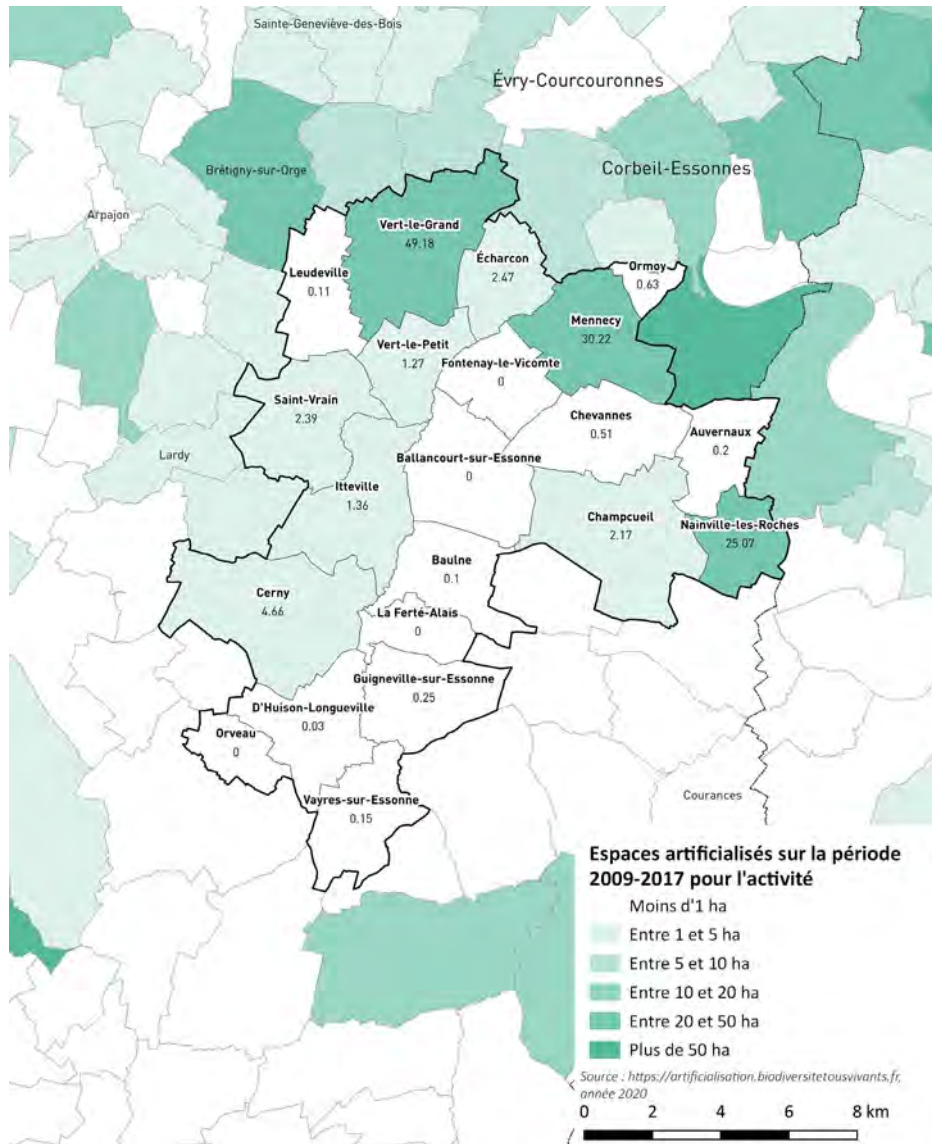 Sainte-Geneviève-des-Bois
Évry-Courcouronnes
Brétigny-sur-Orge
Corbeil-Essonnes
Arpajon
Vert-le-Grand
49.18
Écharcon
2.47
Leudeville
0.11
Ormoy
0.63
Mennecy
30.22
Vert-le-Petit
1.27
Fontenay-le-Vicomte
0
Saint-Vrain
2.39
Chevannes
0.51
Auvernaux
0.2
Lardy
Ballancourt-sur-Essonne
0
Itteville
1.36
Champcueil
2.17
Nainville-les-Roches
25.07
Baulne
0.1
Cerny
4.66
La Ferté-Alais
0
Guigneville-sur-Essonne
0.25
D'Huison-Longueville
0.03
Orveau
0
Vayres-sur-Essonne
0.15
Courances
Espaces artificialisés sur la période
2009-2017 pour l'activité
Moins d'1 ha
Entre 1 et 5 ha
Entre 5 et 10 ha
Entre 10 et 20 ha
Entre 20 et 50 ha
Plus de 50 ha
Source : https://artificialisation.biodiversitetousvivants.fr,
année 2020
0 2 4 6 8 km